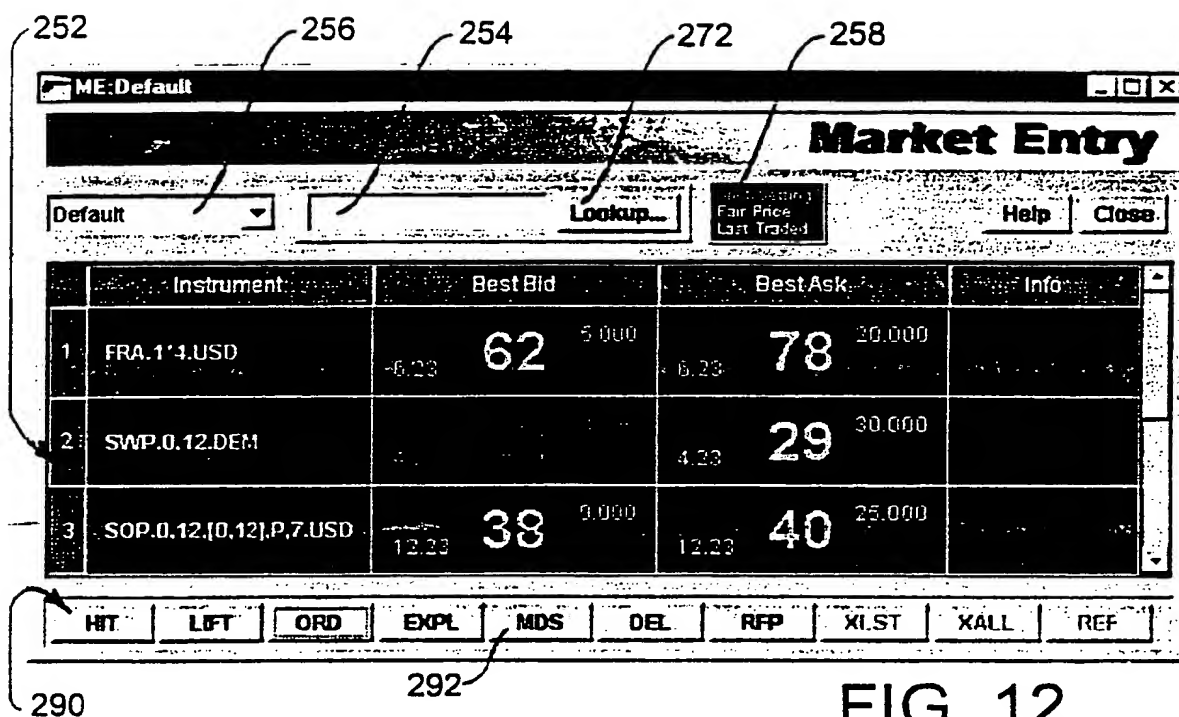 252 256 254 272 258
ME:Default
Market Entry
Default Lookup... Fair Price Last Traded Help Close
Instrument Best Bid Best Ask Info
1 FRA.1*4.USD 6.23 62 5.000 6.23 78 20.000
2 SWP.0.12.DEM 4.23 29 30.000
3 SOP.0.12.[0,12].P.7.USD 12.23 38 9.000 12.23 40 25.000
HIT LIFT ORD EXPL MDS DEL RFP XLST XALL REF
290 292
FIG. 12